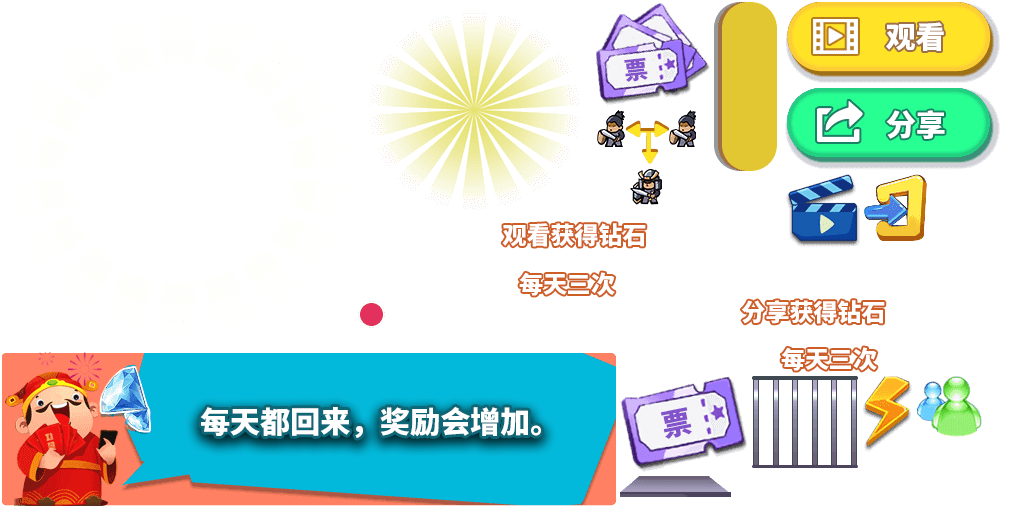 票
观看
分享
观看获得钻石
每天三次
分享获得钻石
每天三次
每天都回来，奖励会增加。
票